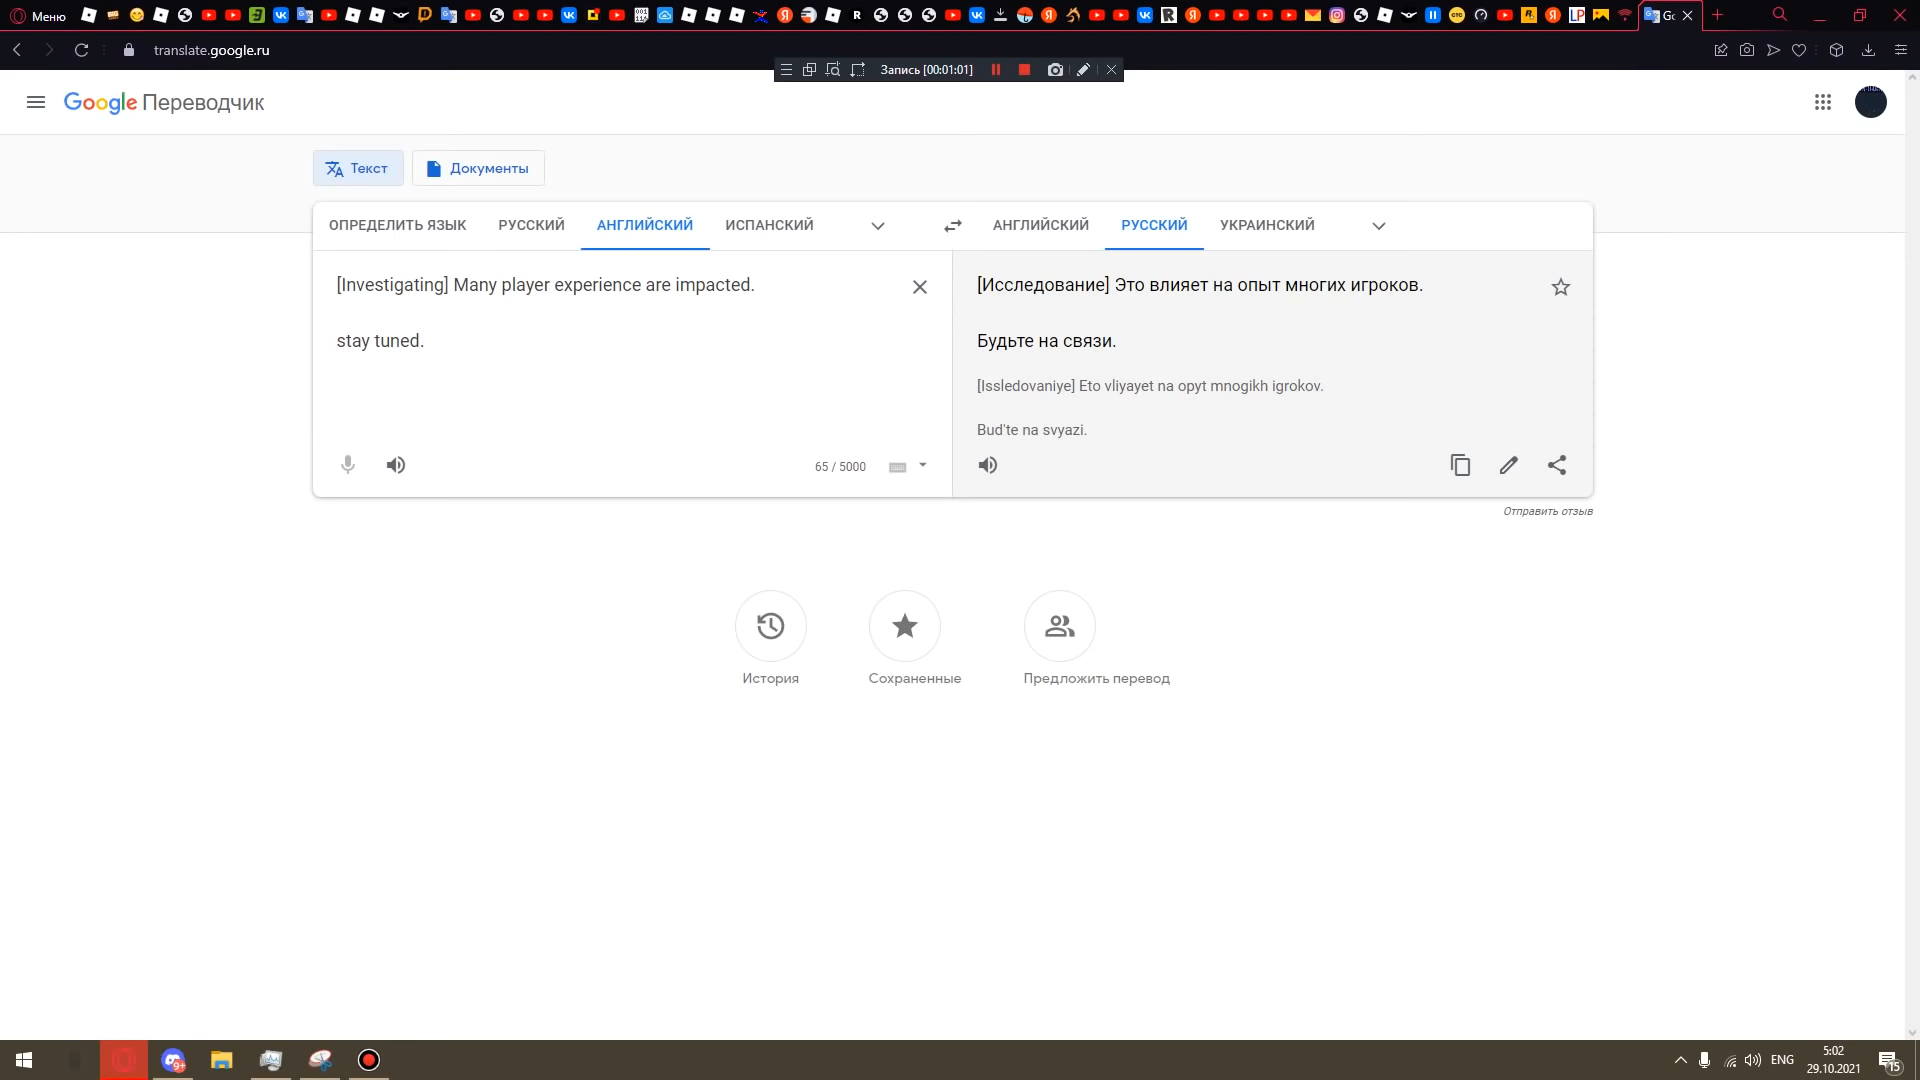 Меню
translate.google.ru
Запись [00:01:01]
Google Переводчик
Текст
Документы
ОПРЕДЕЛИТЬ ЯЗЫК
РУССКИЙ
АНГЛИЙСКИЙ
ИСПАНСКИЙ
АНГЛИЙСКИЙ
РУССКИЙ
УКРАИНСКИЙ
[Investigating] Many player experience are impacted.
stay tuned.
65 / 5000
[Исследование] Это влияет на опыт многих игроков.
Будьте на связи.
[Issledovaniye] Eto vliyayet na opyt mnogikh igrokov.
Bud'te na svyazi.
Отправить отзыв
История
Сохраненные
Предложить перевод
9+
ENG
5:02
29.10.2021
15